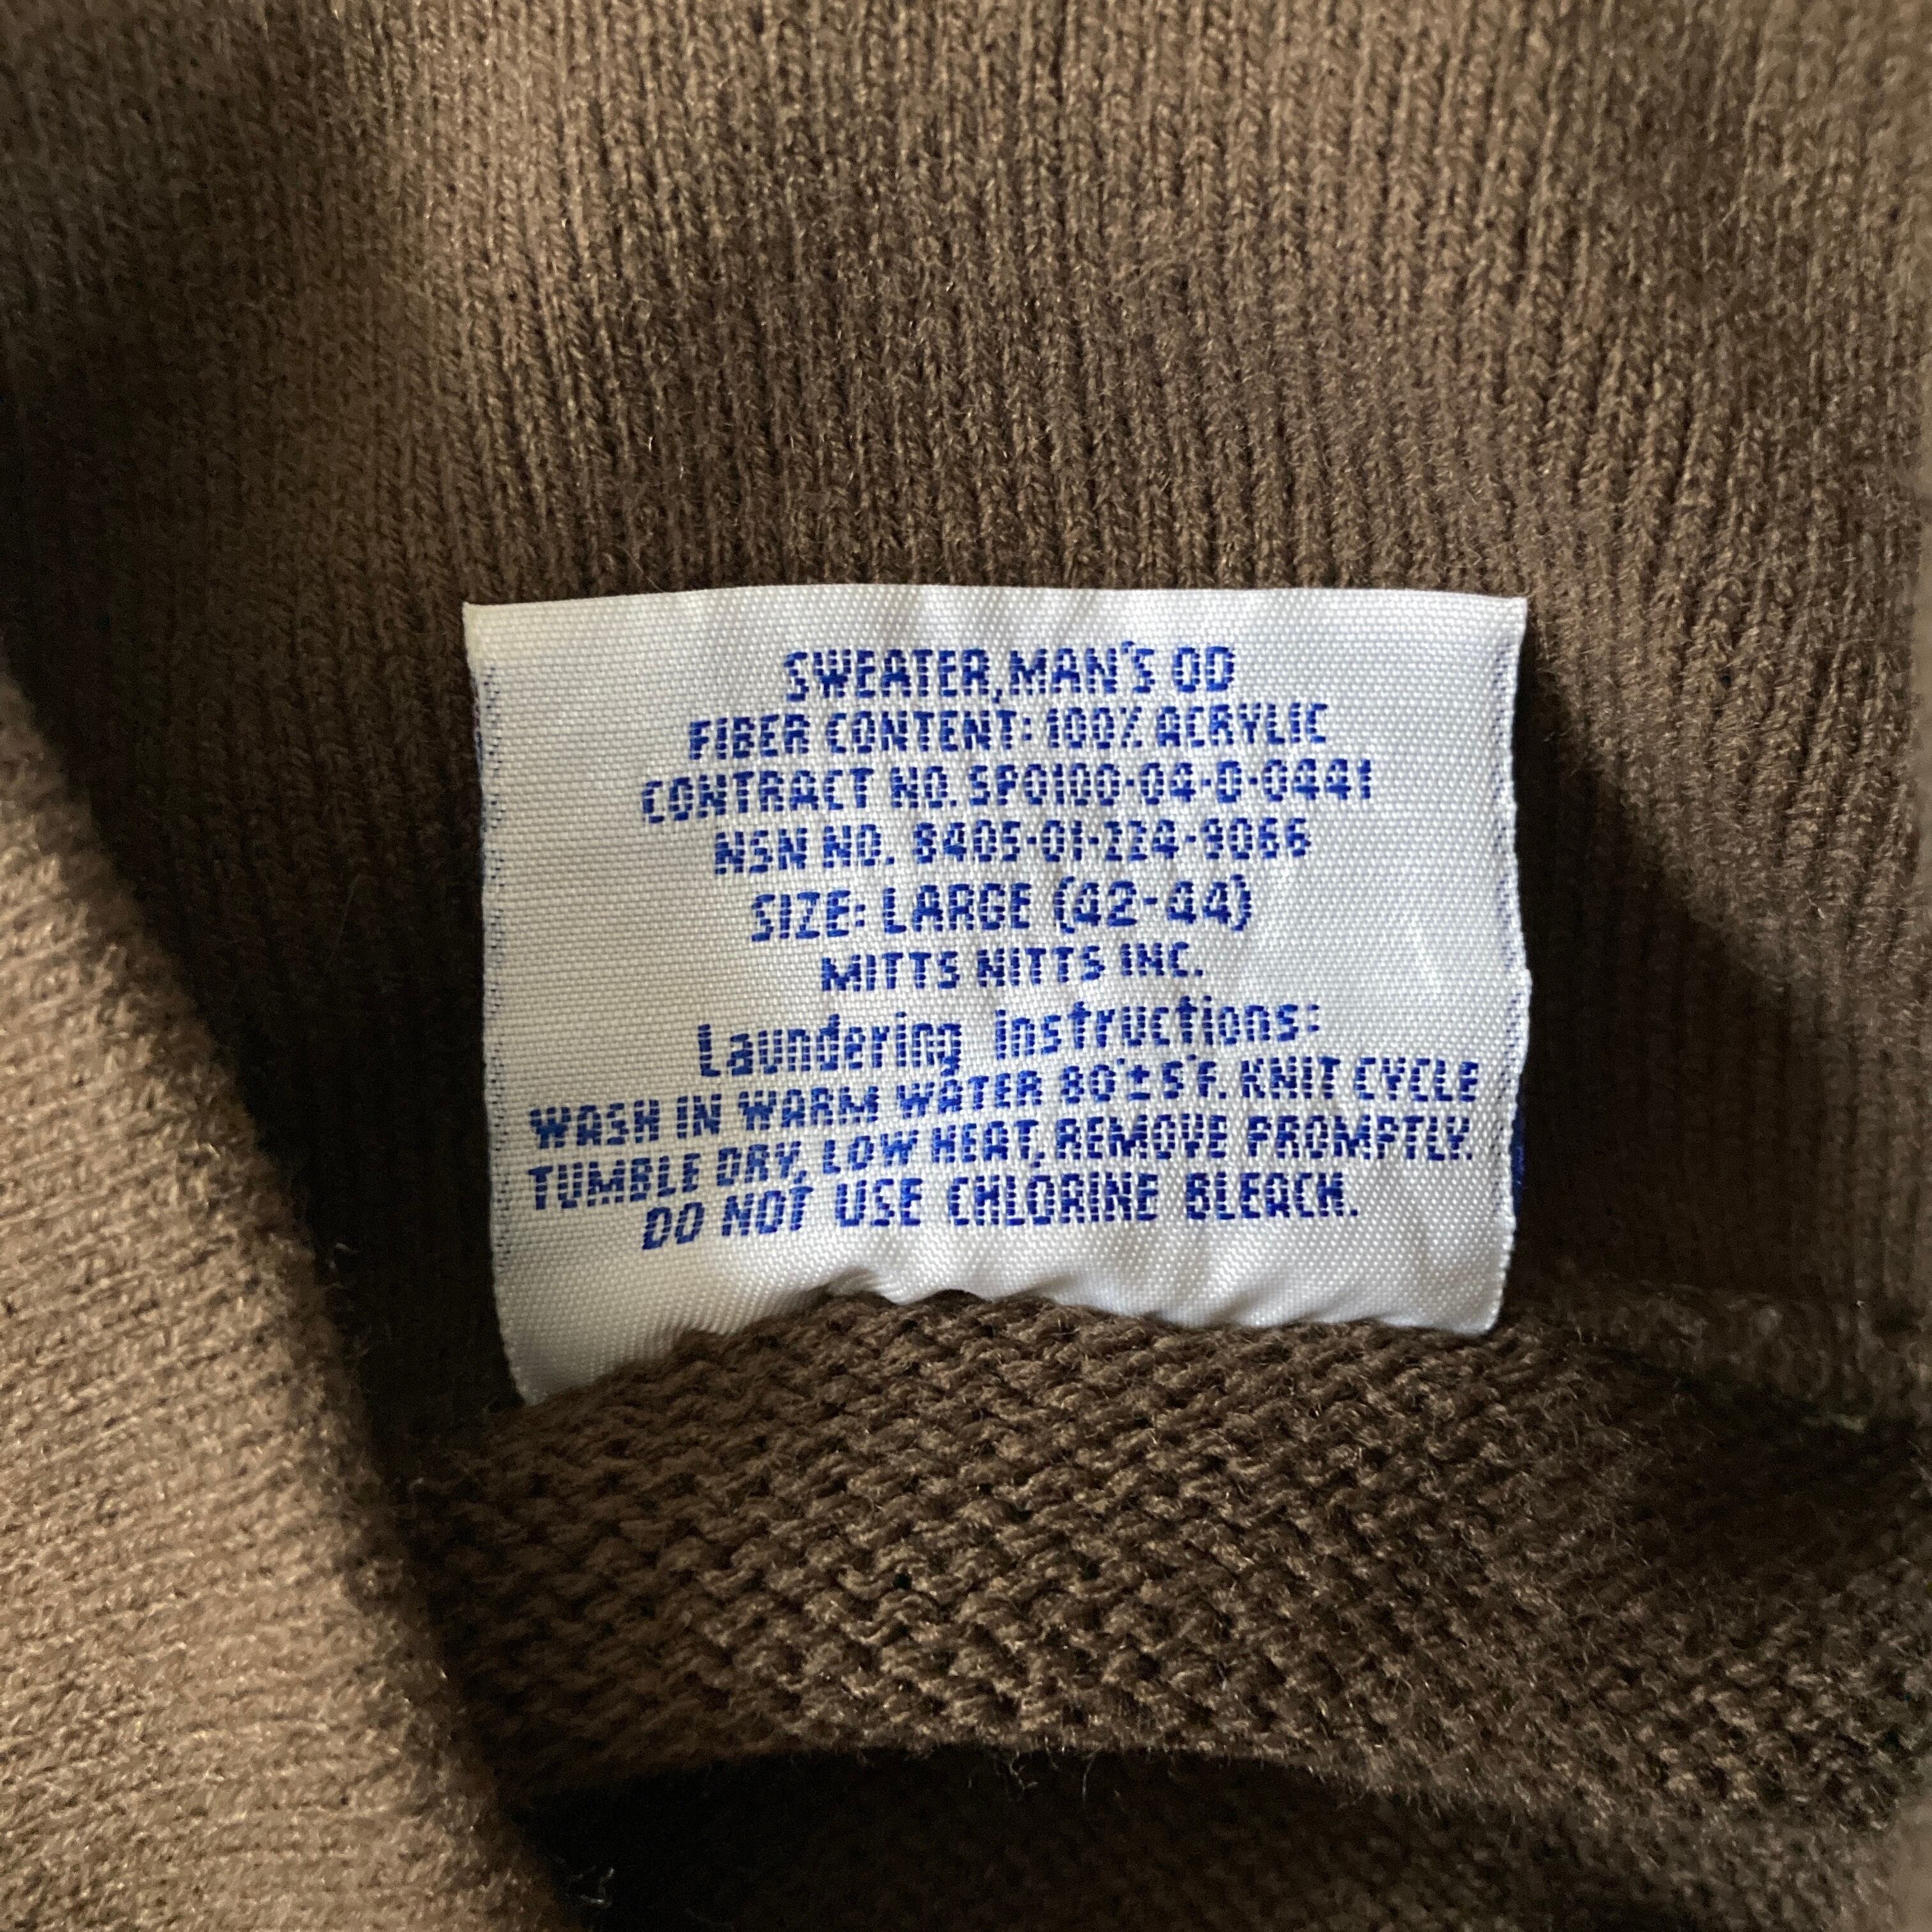 SWEATER,MAN'S OD
FIBER CONTENT: 100% ACRYLIC
CONTRACT NO. SP0100-04-D-0441
NSN NO. 8405-01-224-9066
SIZE: LARGE (42-44)
MITTS NITTS INC.
Laundering instructions:
WASH IN WARM WATER 80°±5°F. KNIT CYCLE
TUMBLE DRY, LOW HEAT, REMOVE PROMPTLY.
DO NOT USE CHLORINE BLEACH.